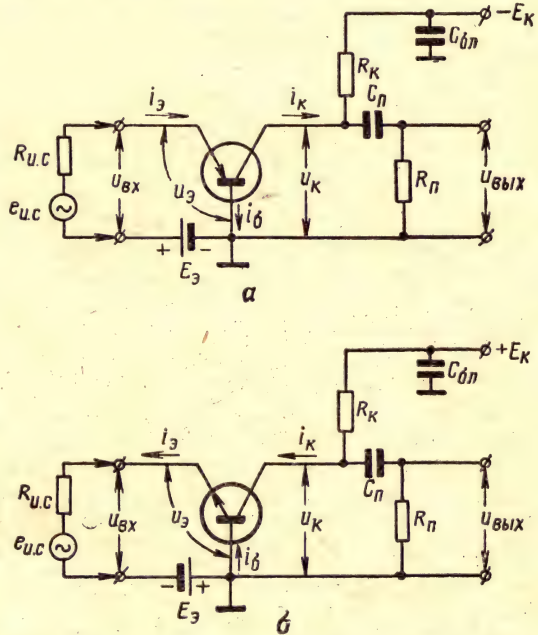 −Eк
Cбл
Rк
iэ
iк
Cп
Rи.с
uвх
uэ
uк
Rп
uвых
eи.с
iб
+ −
Eэ
а
+Eк
Cбл
Rк
iэ
iк
Cп
Rи.с
uвх
uэ
uк
Rп
uвых
eи.с
iб
− +
Eэ
б